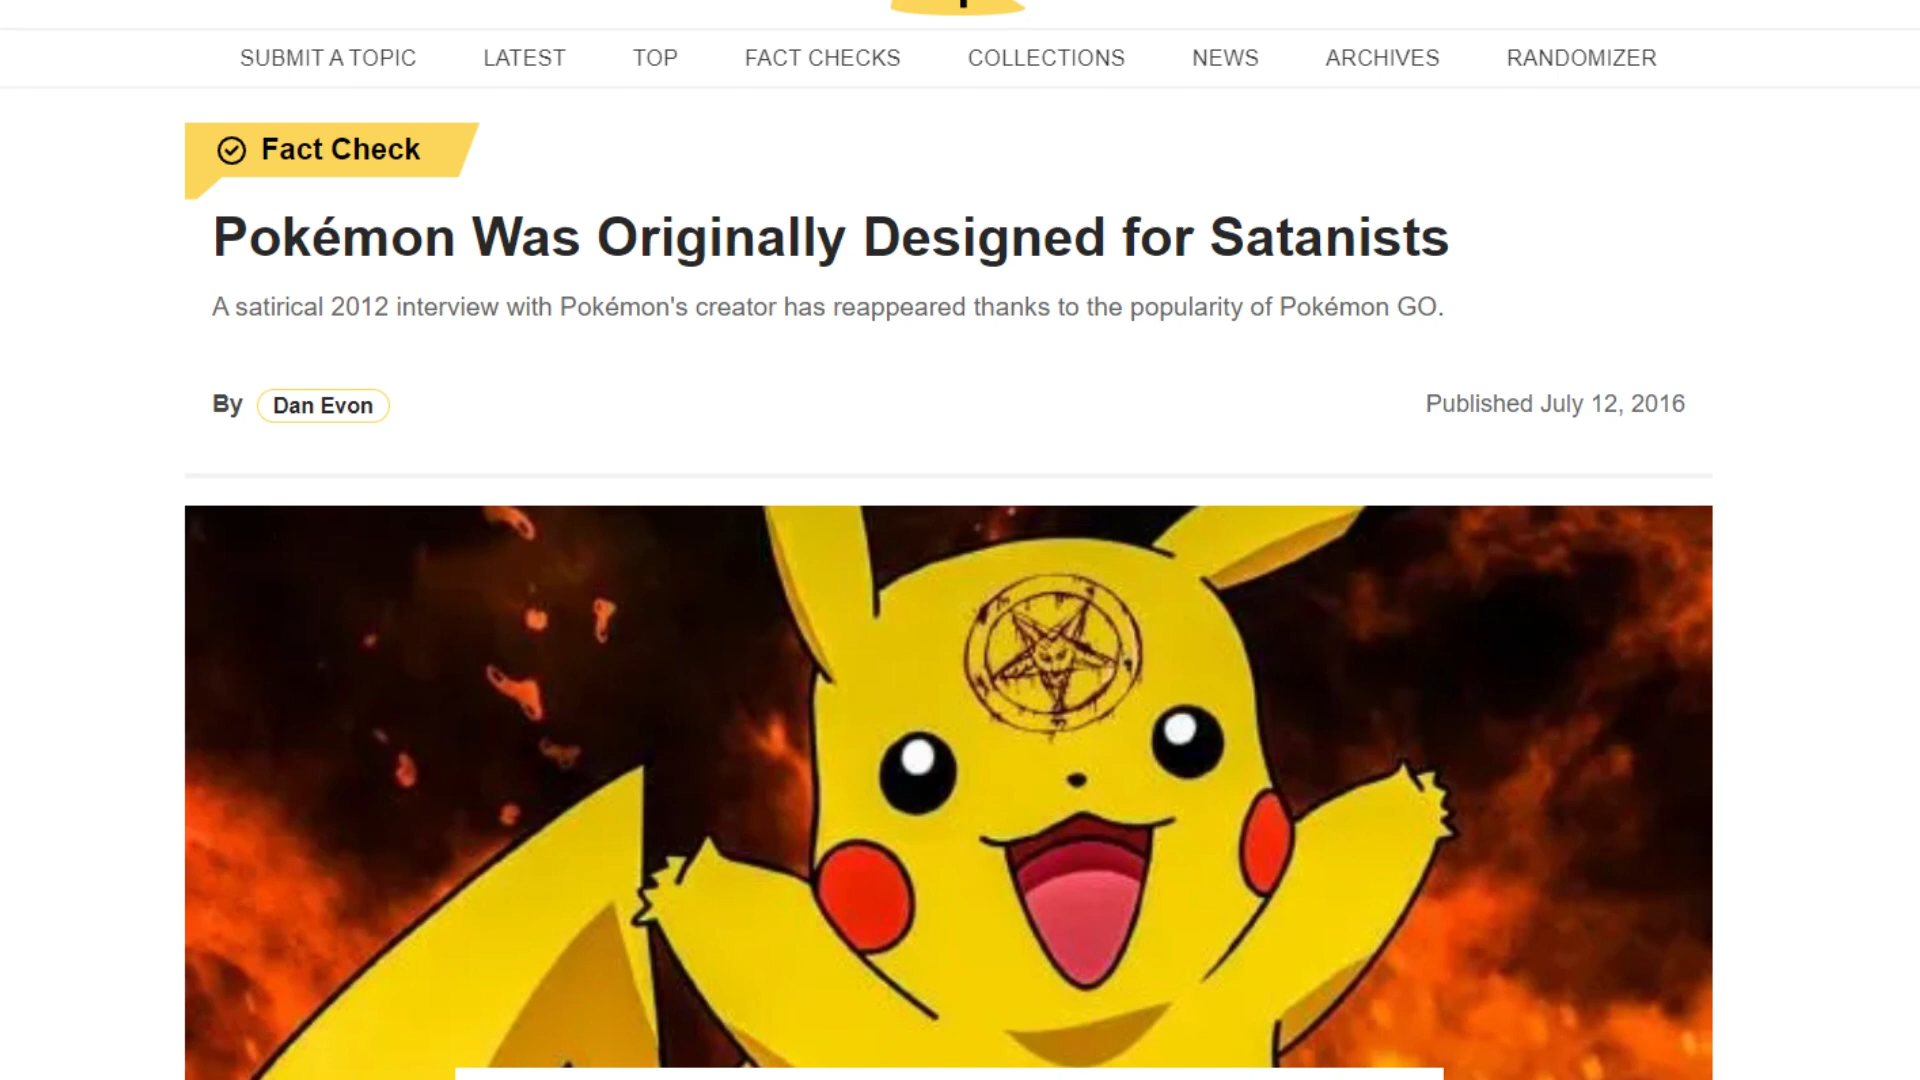 SUBMIT A TOPIC LATEST TOP FACT CHECKS COLLECTIONS NEWS ARCHIVES RANDOMIZER
Fact Check
Pokémon Was Originally Designed for Satanists
A satirical 2012 interview with Pokémon's creator has reappeared thanks to the popularity of Pokémon GO.
By Dan Evon Published July 12, 2016